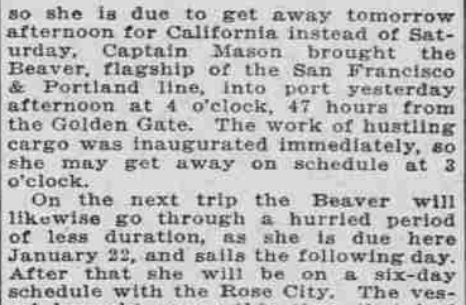 so she is due to get away tomorrow
afternoon for California instead of Sat-
urday, Captain Mason brought the
Beaver, flagship of the San Francisco
& Portland line, into port yesterday
afternoon at 4 o'clock, 47 hours from
the Golden Gate. The work of hustling
cargo was inaugurated immediately, so
she may get away on schedule at 3
o'clock.
On the next trip the Beaver will
likewise go through a hurried period
of less duration, as she is due here
January 22, and sails the following day.
After that she will be on a six-day
schedule with the Rose City. The ves-